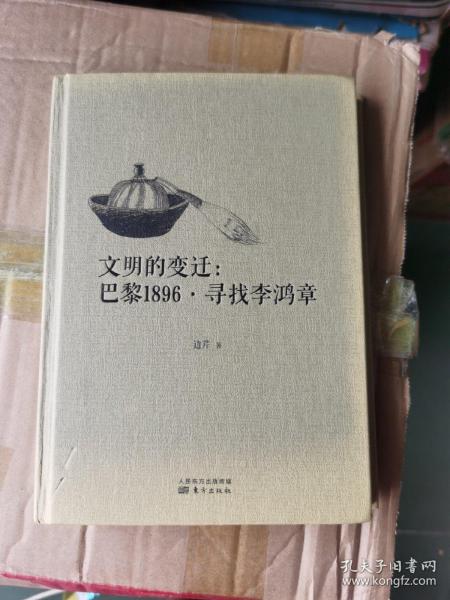 文明的变迁：
巴黎1896·寻找李鸿章
边芹 著
人民东方出版传媒
东方出版社
孔夫子旧书网
www.kongfz.com